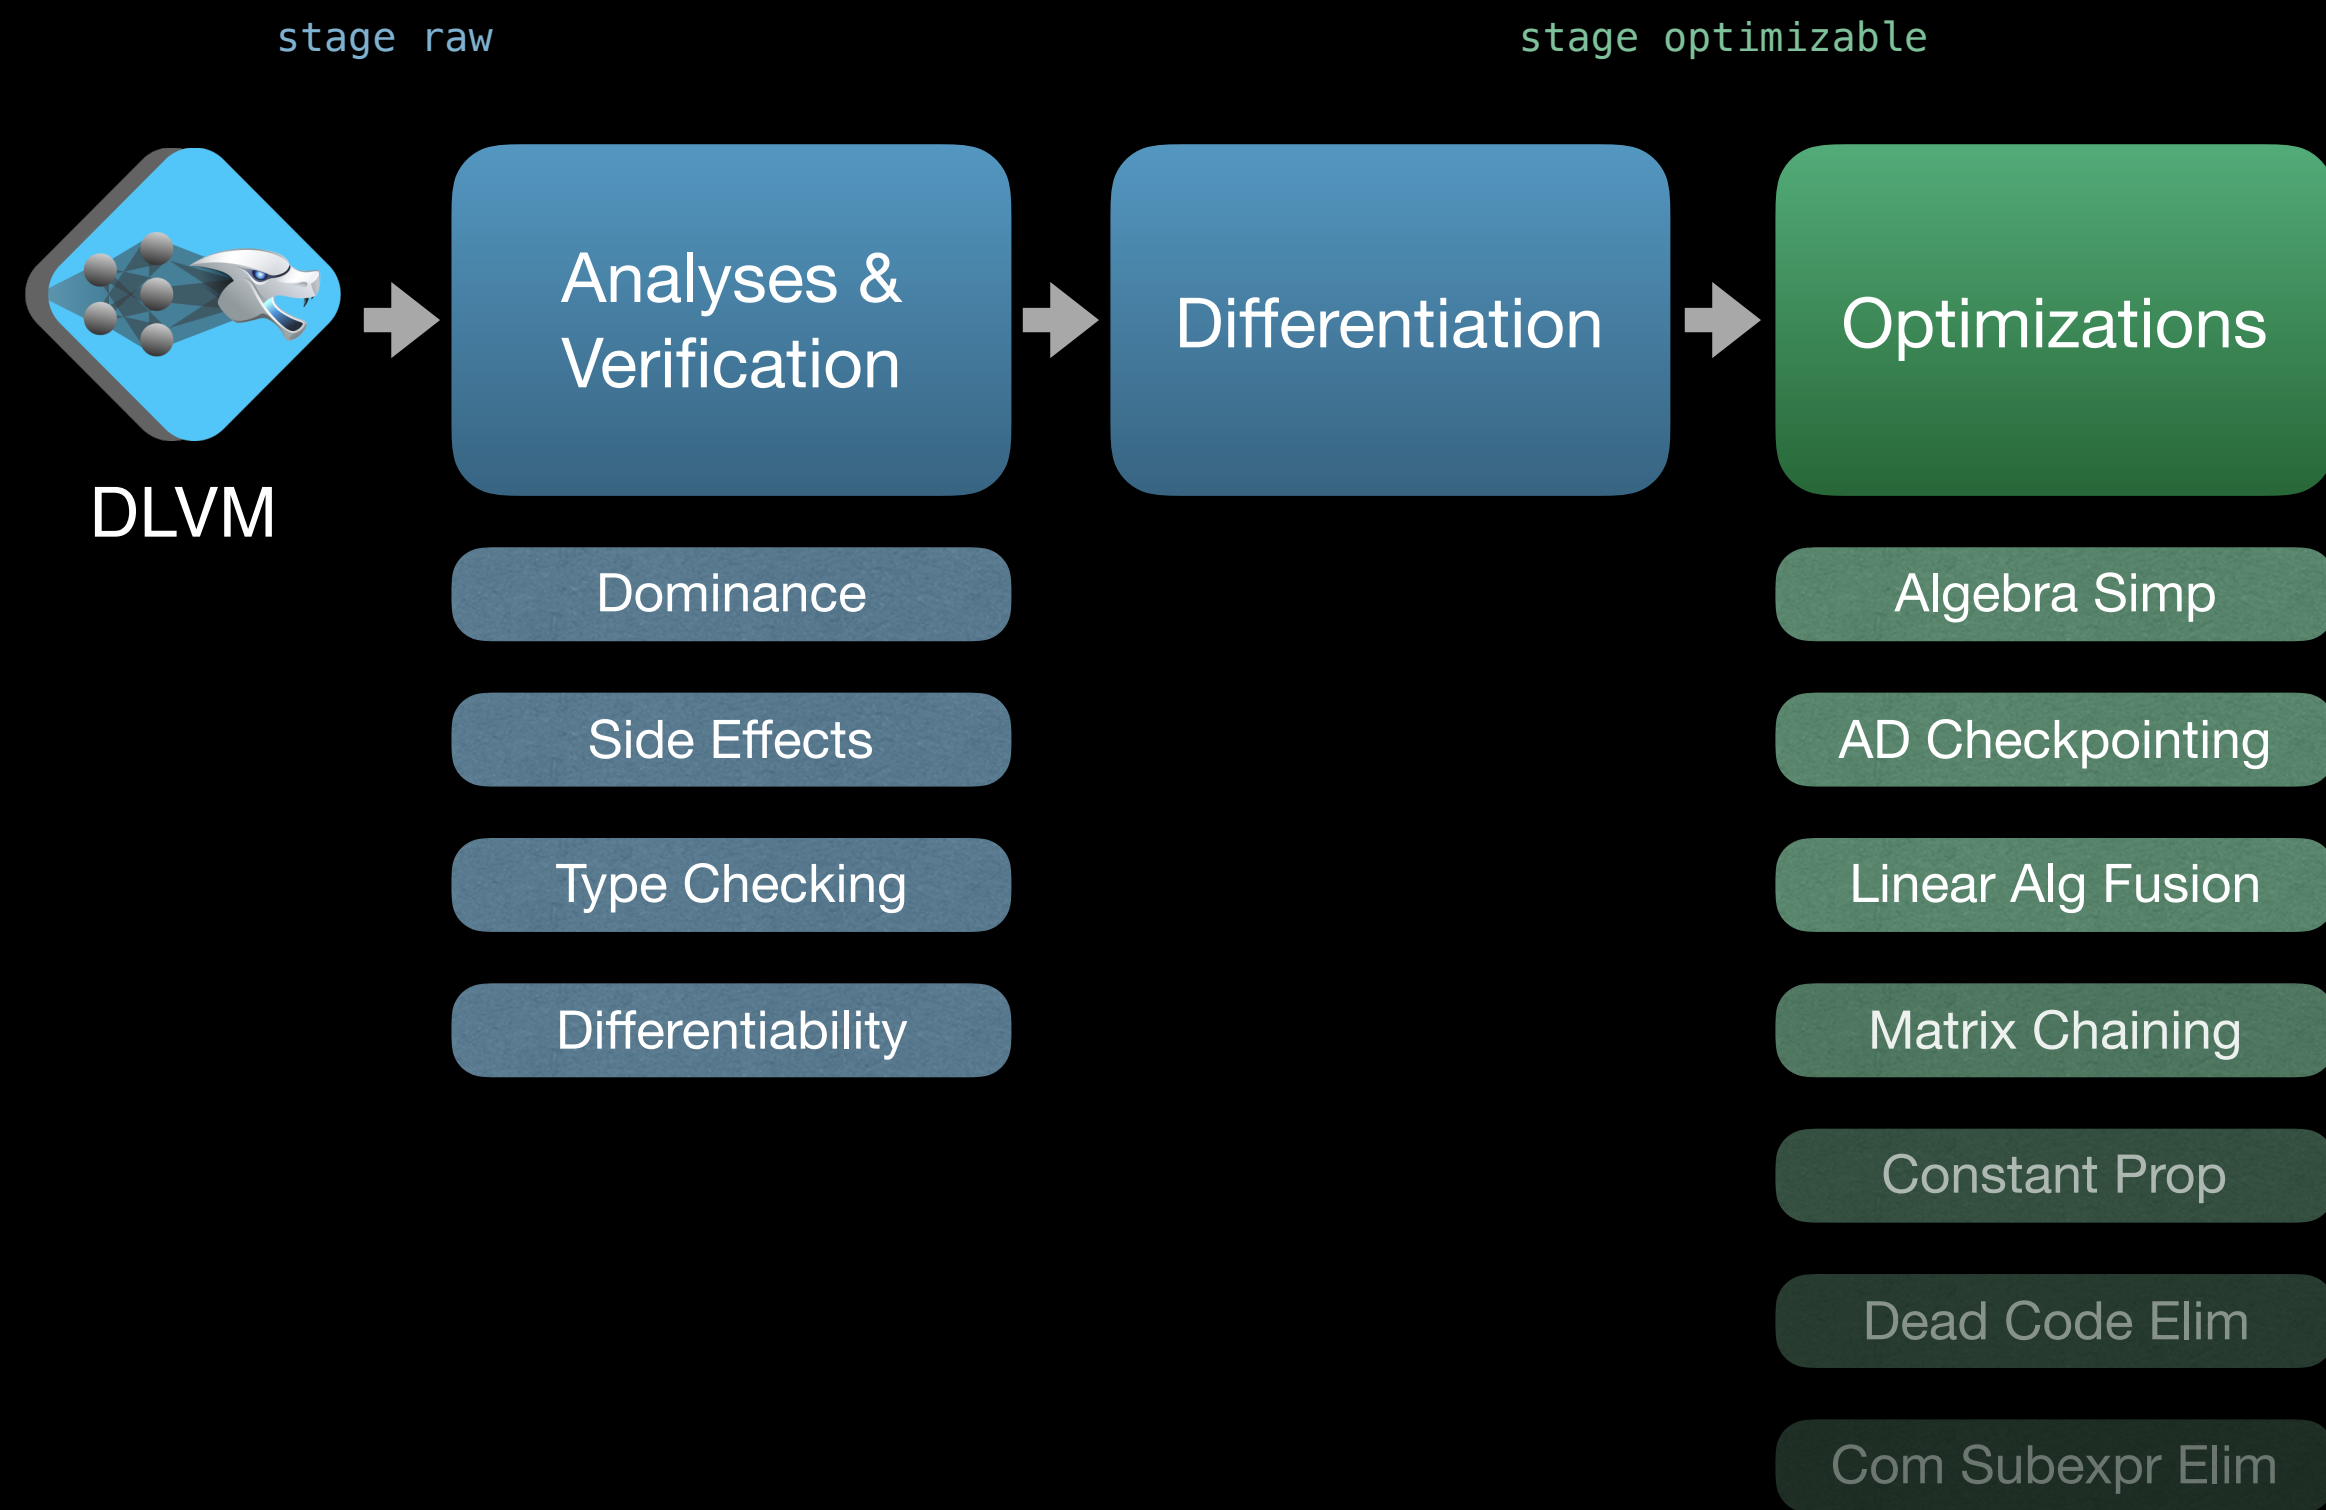 stage raw
stage optimizable
DLVM
Analyses &
Verification
Differentiation
Optimizations
Dominance
Side Effects
Type Checking
Differentiability
Algebra Simp
AD Checkpointing
Linear Alg Fusion
Matrix Chaining
Constant Prop
Dead Code Elim
Com Subexpr Elim